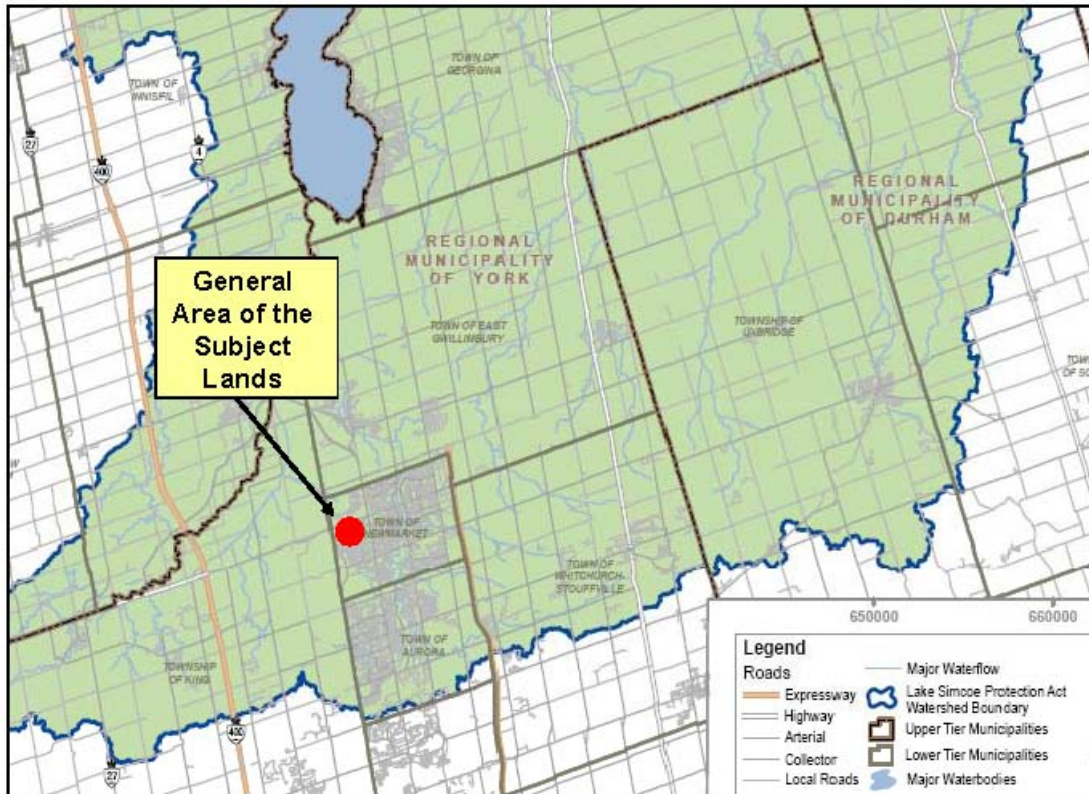 TOWN OF
INNISFIL
TOWN OF
GEORGINA
27
400
4
REGIONAL
MUNICIPALITY
OF DURHAM
REGIONAL
MUNICIPALITY
OF YORK
General
Area of the
Subject
Lands
TOWN OF EAST
GWILLIMBURY
TOWNSHIP OF
UXBRIDGE
TOWN OF
NEWMARKET
TOWN OF
WHITCHURCH-
STOUFFVILLE
TOWN OF
AURORA
TOWNSHIP
OF KING
400
27
650000
660000
Legend
Roads
Expressway
Highway
Arterial
Collector
Local Roads
Major Waterflow
Lake Simcoe Protection Act
Watershed Boundary
Upper Tier Municipalities
Lower Tier Municipalities
Major Waterbodies